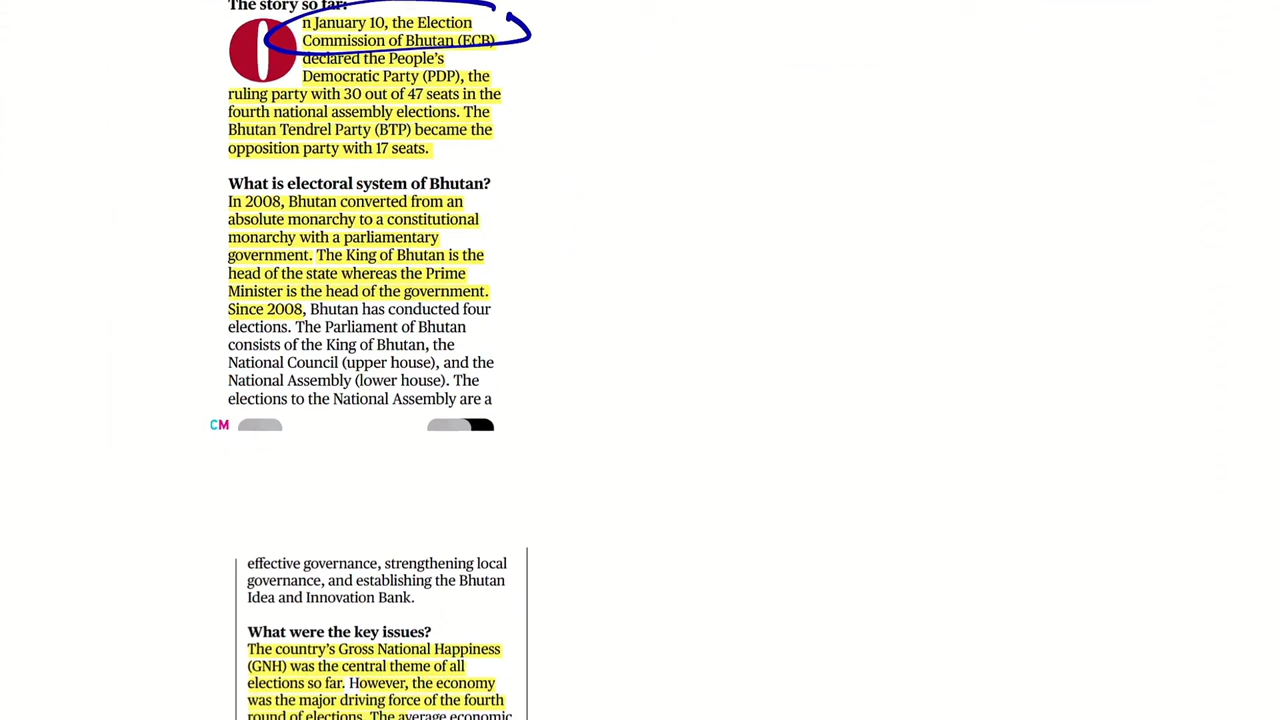 The story so far:
On January 10, the Election
Commission of Bhutan (ECB)
declared the People's
Democratic Party (PDP), the
ruling party with 30 out of 47 seats in the
fourth national assembly elections. The
Bhutan Tendrel Party (BTP) became the
opposition party with 17 seats.
What is electoral system of Bhutan?
In 2008, Bhutan converted from an
absolute monarchy to a constitutional
monarchy with a parliamentary
government. The King of Bhutan is the
head of the state whereas the Prime
Minister is the head of the government.
Since 2008, Bhutan has conducted four
elections. The Parliament of Bhutan
consists of the King of Bhutan, the
National Council (upper house), and the
National Assembly (lower house). The
elections to the National Assembly are a
CM
effective governance, strengthening local
governance, and establishing the Bhutan
Idea and Innovation Bank.
What were the key issues?
The country's Gross National Happiness
(GNH) was the central theme of all
elections so far. However, the economy
was the major driving force of the fourth
round of elections. The average economic